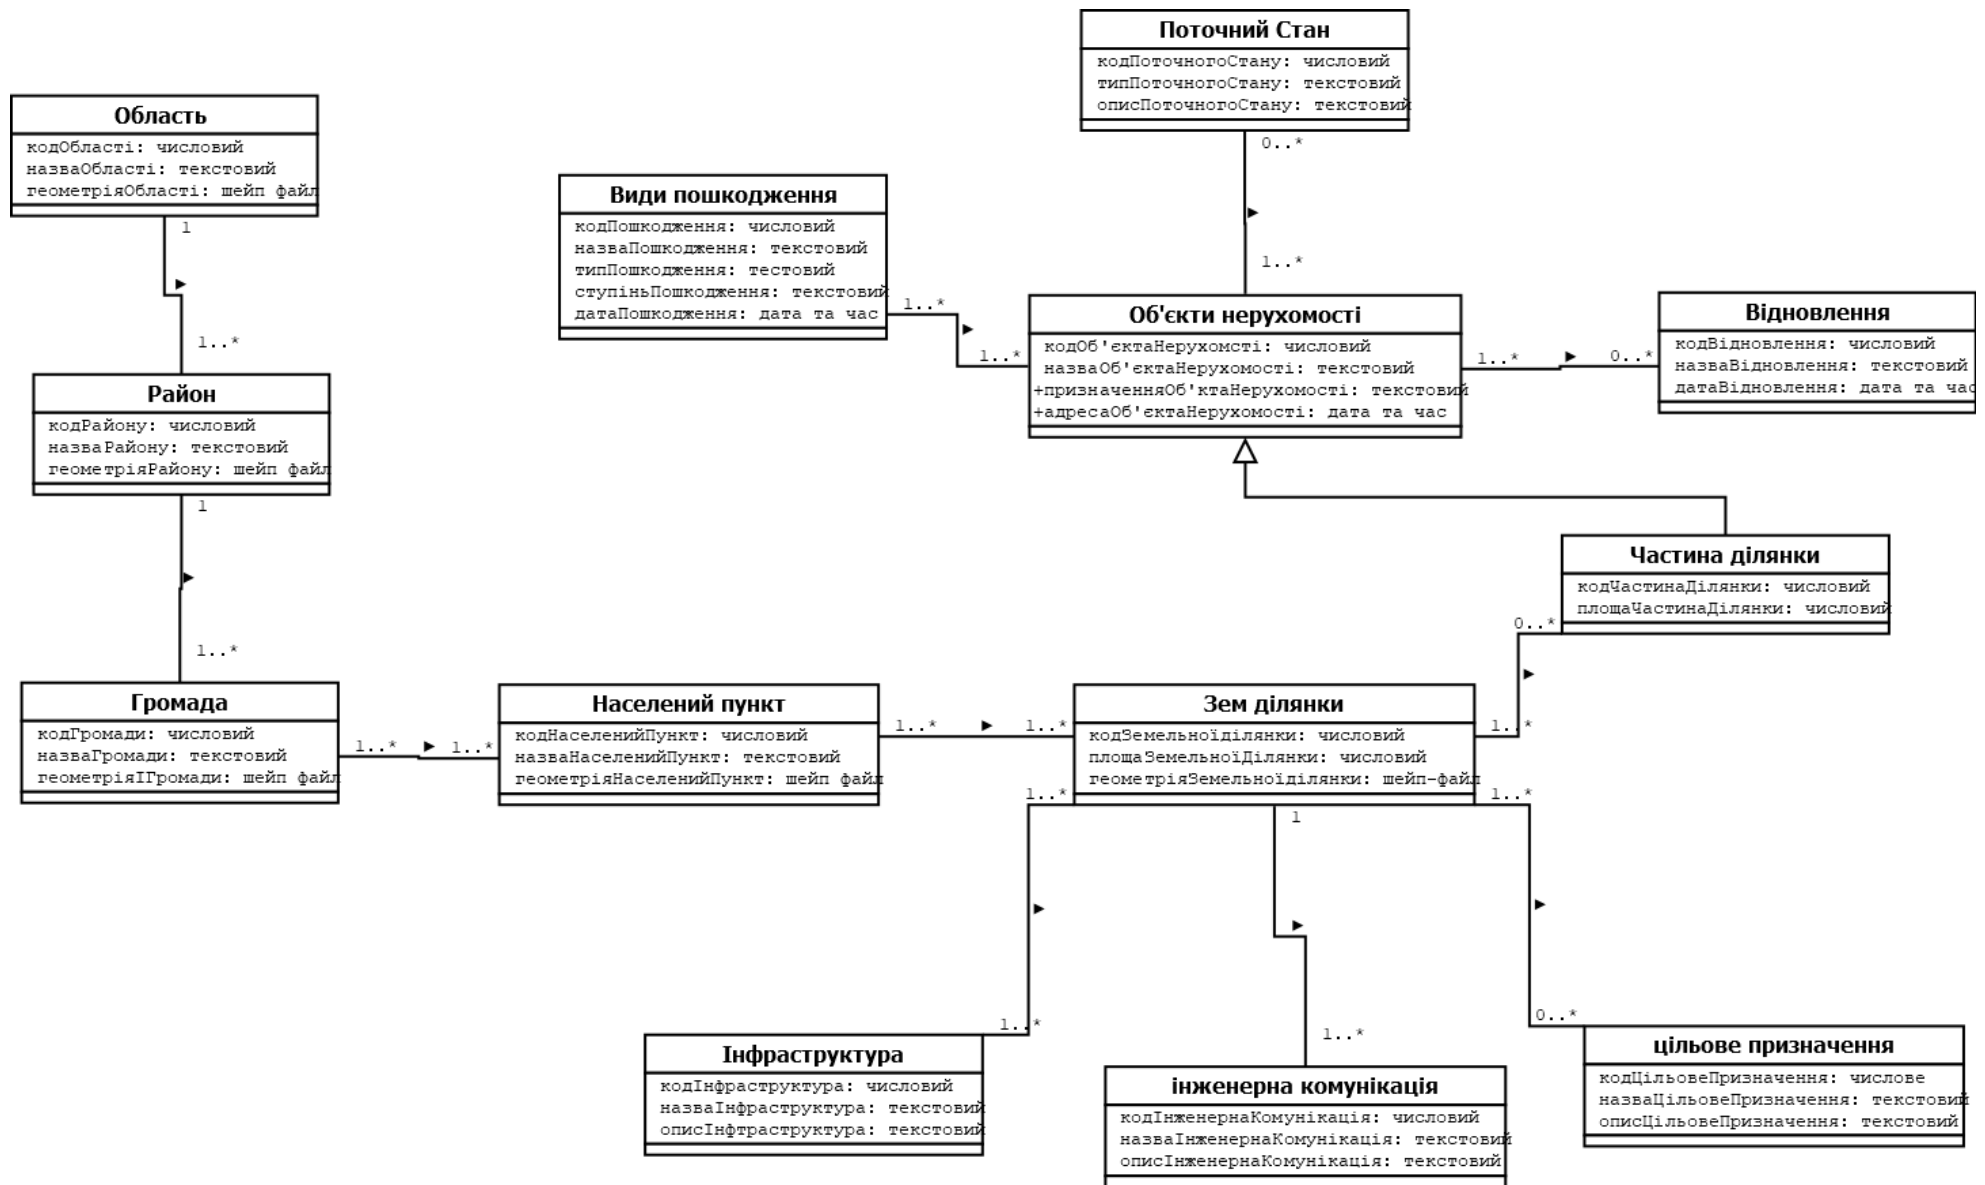 Поточний Стан
кодПоточногоСтану: числовий
типПоточногоСтану: текстовий
описПоточногоСтану: текстовий
0..*
1..*
Область
кодОбласті: числовий
назваОбласті: текстовий
геометріяОбласті: шейп файл
1
1..*
Види пошкодження
кодПошкодження: числовий
назваПошкодження: текстовий
типПошкодження: тестовий
ступіньПошкодження: текстовий
датаПошкодження: дата та час
1..*
1..*
Об'єкти нерухомості
кодОб'єктаНерухомсті: числовий
назваОб'єктаНерухомості: текстовий
+призначенняОб'ктаНерухомості: текстовий
+адресаОб'єктаНерухомості: дата та час
1..*
0..*
Відновлення
кодВідновлення: числовий
назваВідновлення: текстовий
датаВідновлення: дата та час
Район
кодРайону: числовий
назваРайону: текстовий
геометріяРайону: шейп файл
1
1..*
Частина ділянки
кодЧастинаДілянки: числовий
площаЧастинаДілянки: числовий
0..*
Громада
кодГромади: числовий
назваГромади: текстовий
геометріяІГромади: шейп файл
1..*
1..*
Населений пункт
кодНаселенийПункт: числовий
назваНаселенийПункт: текстовий
геометріяНаселенийПункт: шейп файл
1..*
1..*
Зем ділянки
кодЗемельноїділянки: числовий
площаЗемельноїДілянки: числовий
геометріяЗемельноїділянки: шейп-файл
1..*
1..*
1
1..*
1..*
1..*
0..*
Інфраструктура
кодІнфраструктура: числовий
назваІнфраструктура: текстовий
описІнфтраструктура: текстовий
інженерна комунікація
кодІнженернаКомунікація: числовий
назваІнженернаКомунікація: текстовий
описІнженернаКомунікація: текстовий
цільове призначення
кодЦільовеПризначення: числове
назваЦільовеПризначення: текстовий
описЦільовеПризначення: текстовий